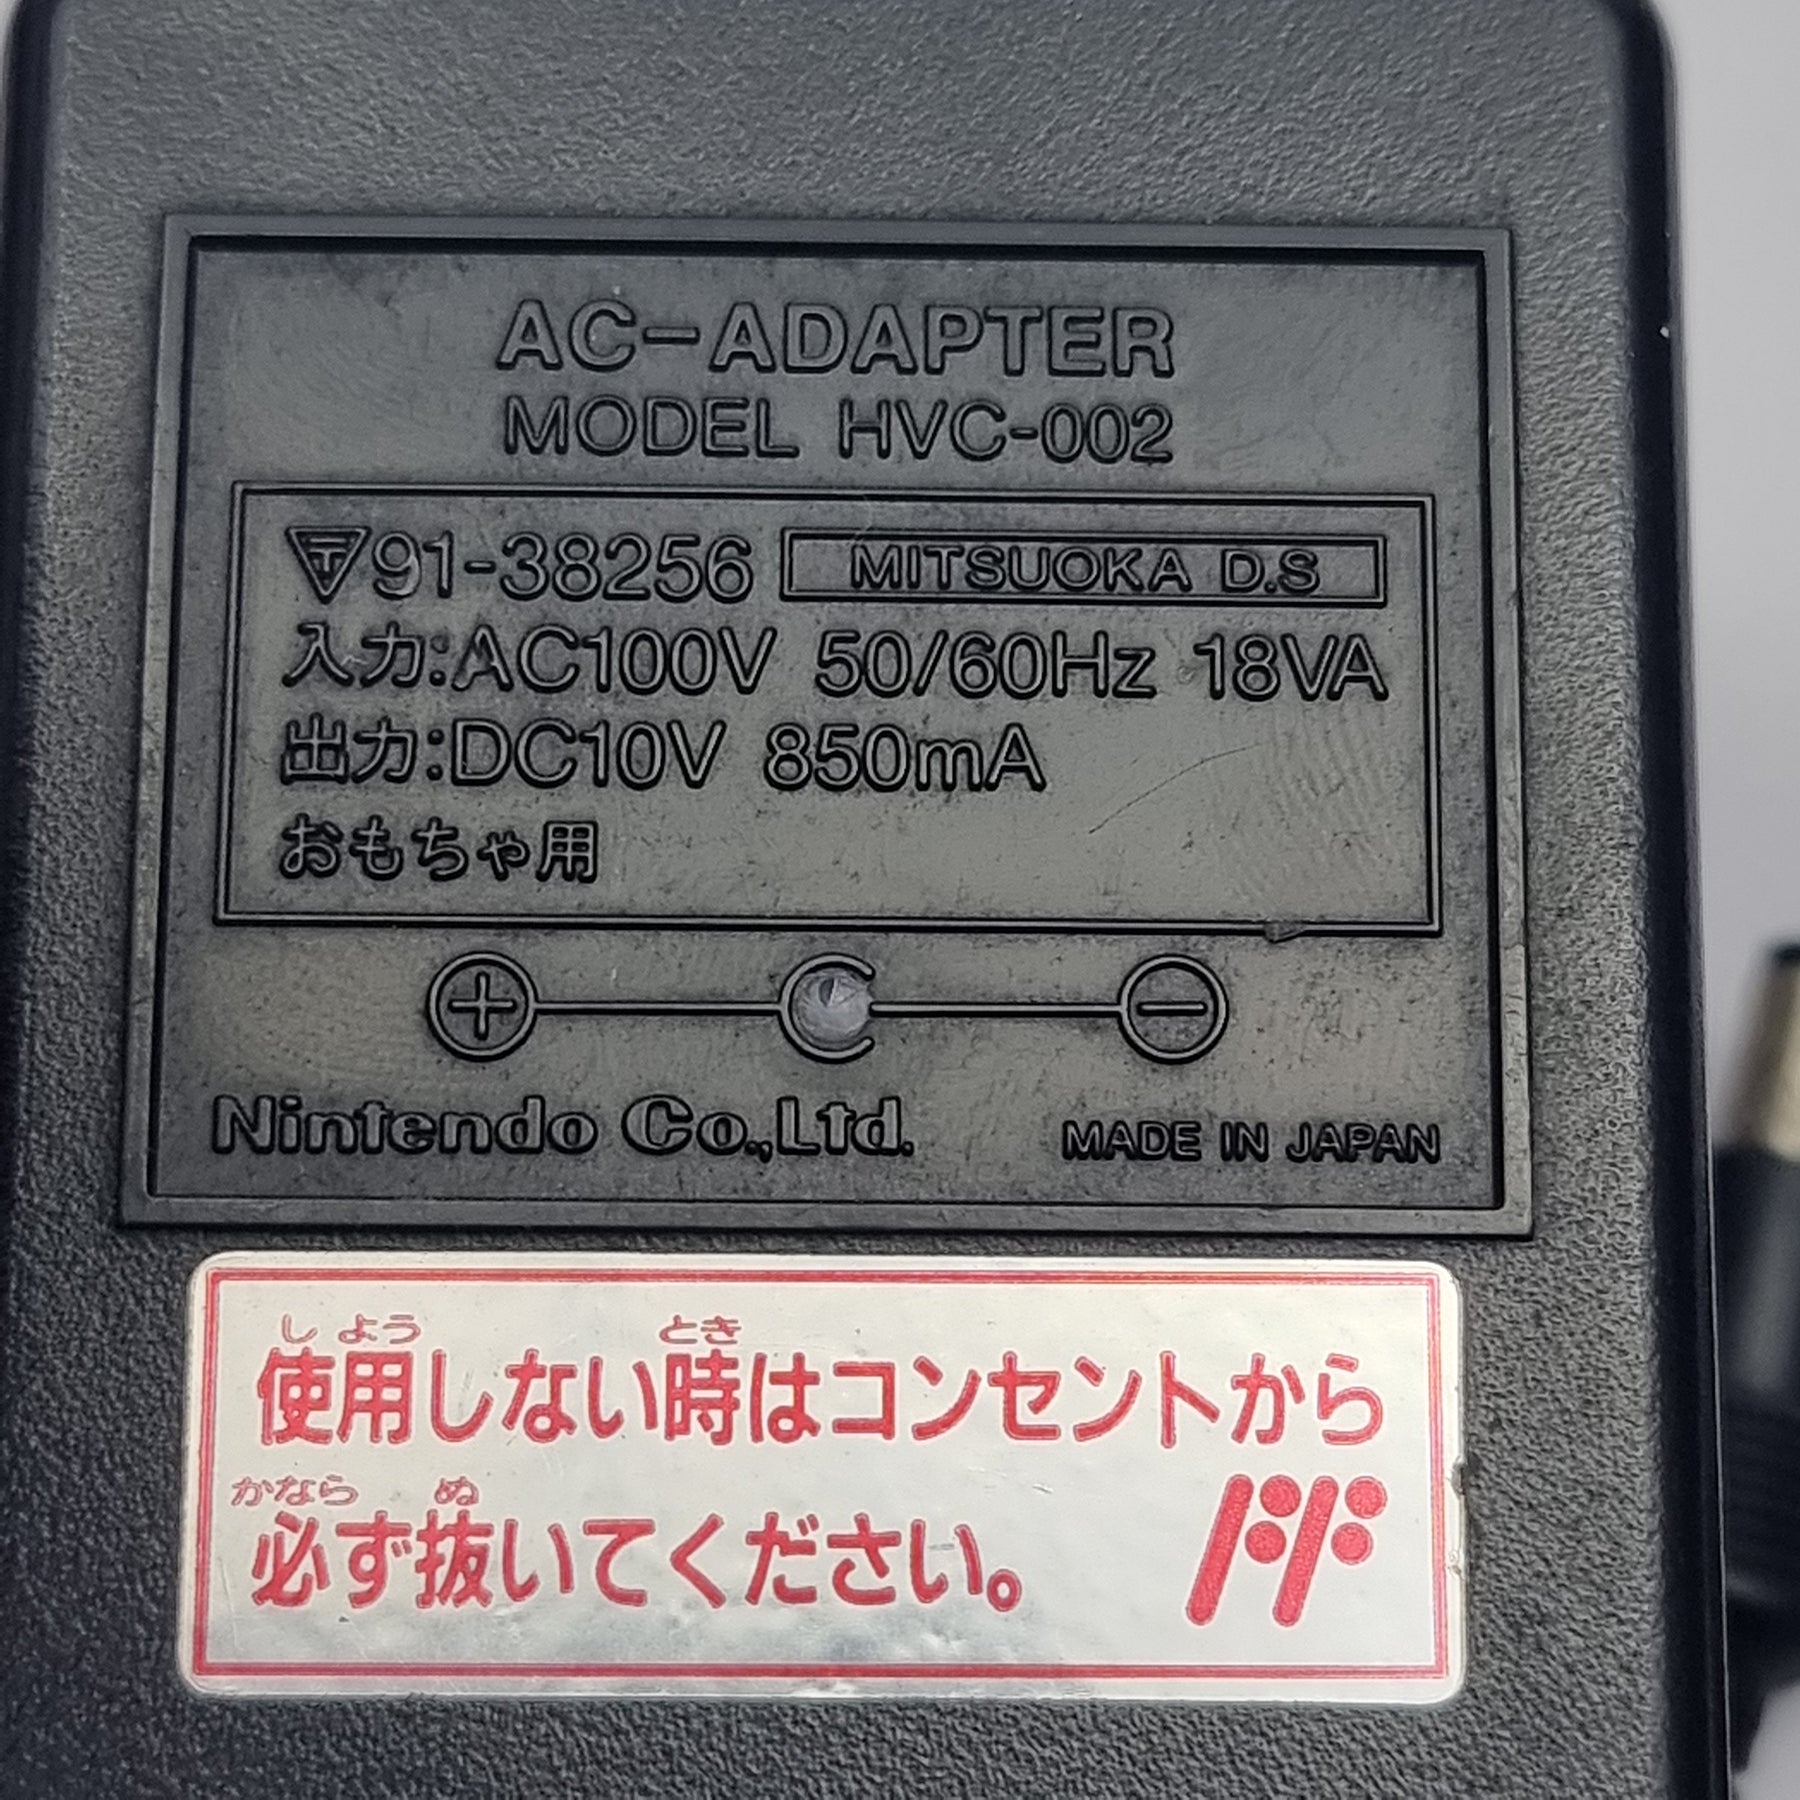 AC-ADAPTER
MODEL HVC-002
〒91-38256 MITSUOKA D.S
入力:AC100V 50/60Hz 18VA
出力:DC10V 850mA
おもちゃ用
Nintendo Co.,Ltd. MADE IN JAPAN
しよう とき
使用しない時はコンセントから
かなら ぬ
必ず抜いてください。